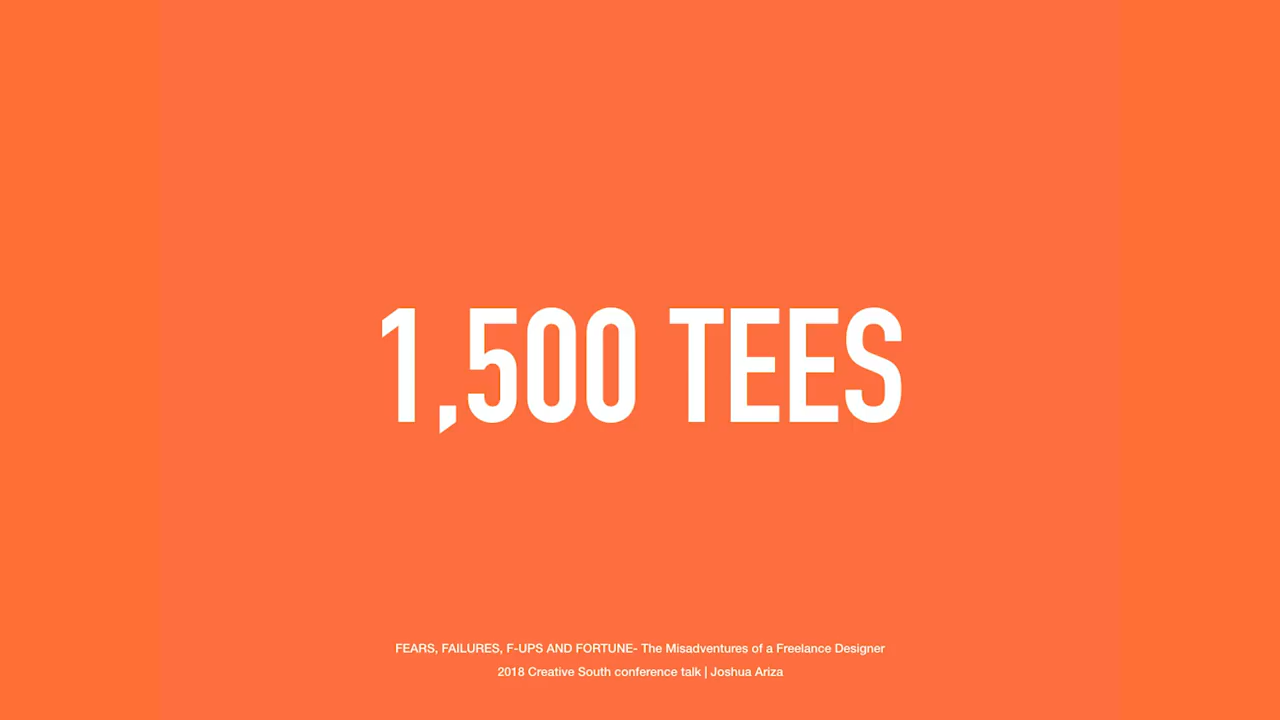 1,500 TEES
FEARS, FAILURES, F-UPS AND FORTUNE- The Misadventures of a Freelance Designer
2018 Creative South conference talk | Joshua Ariza